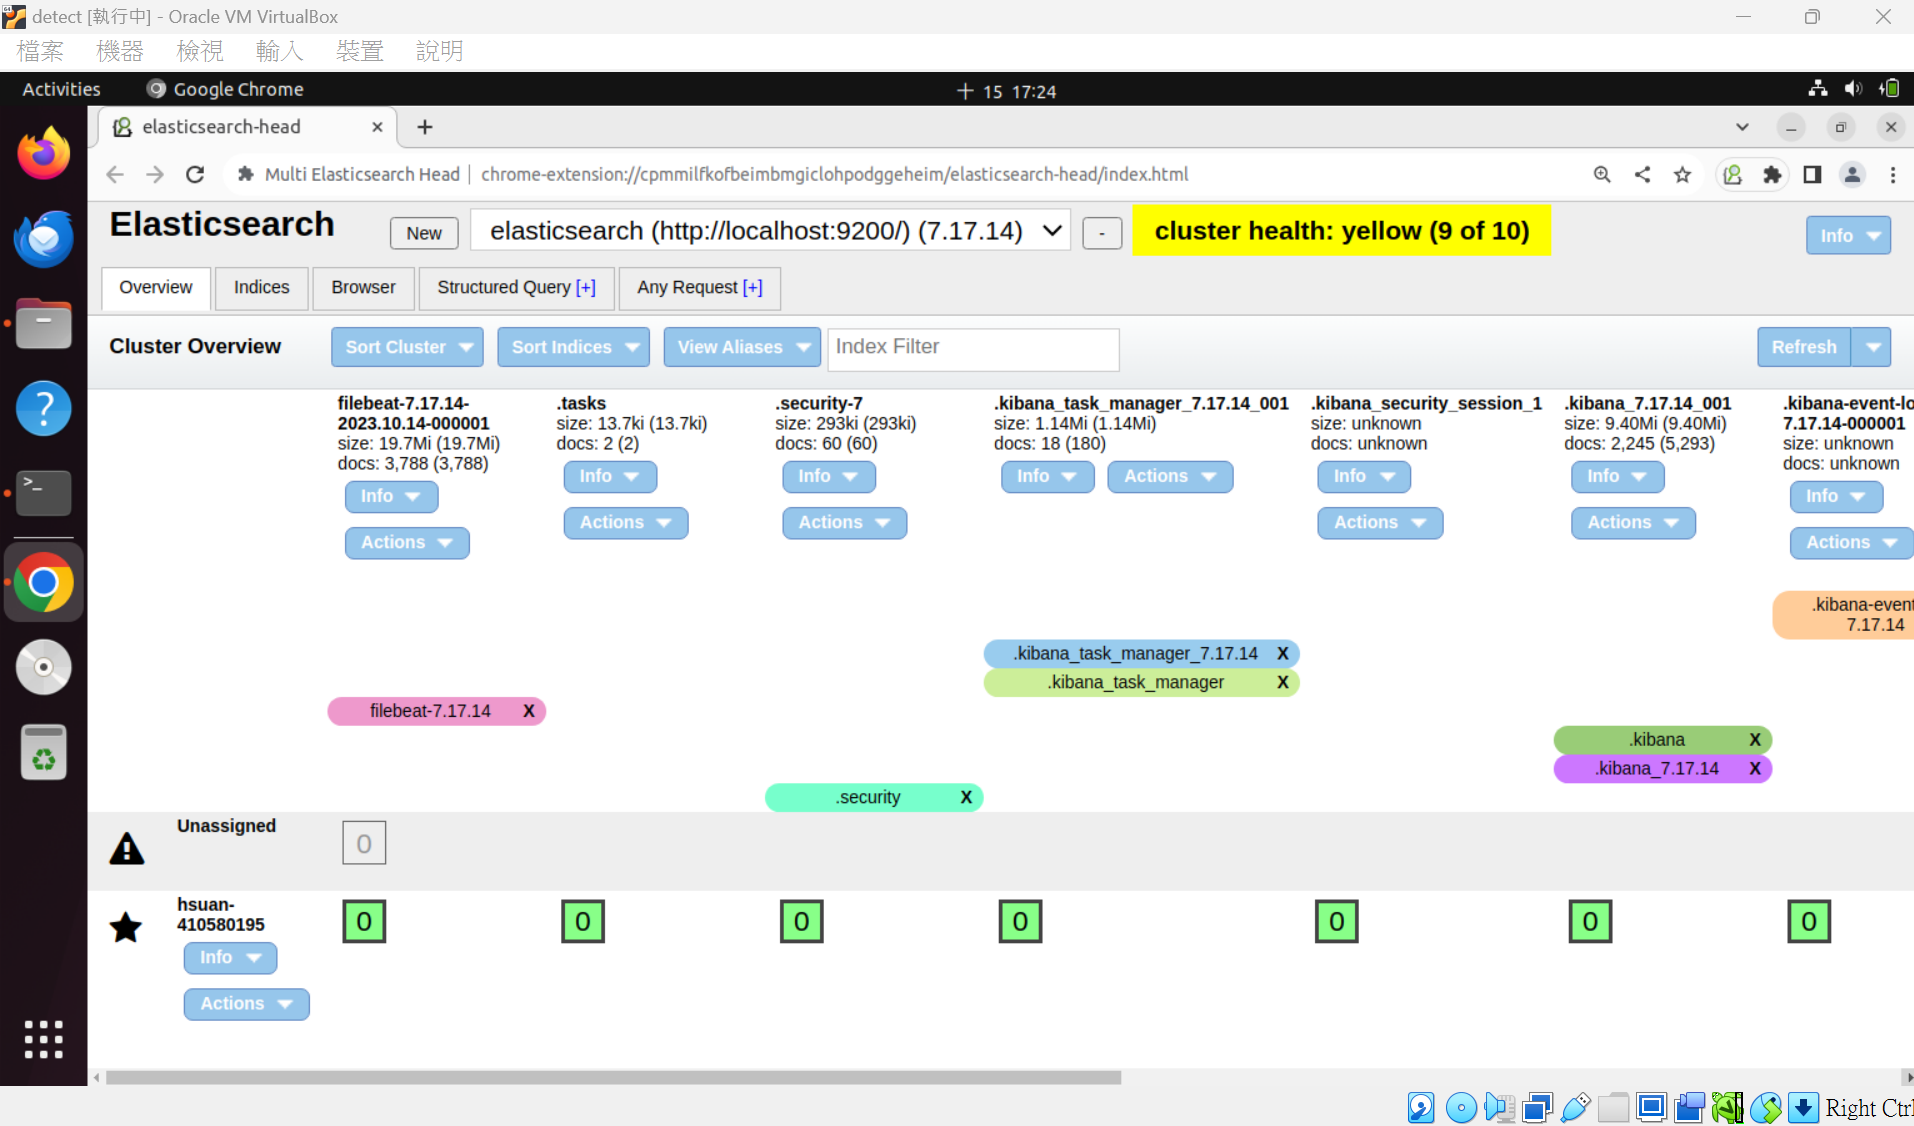 detect [執行中] - Oracle VM VirtualBox
檔案 機器 檢視 輸入 裝置 說明
Activities Google Chrome 十 15 17:24
elasticsearch-head
Multi Elasticsearch Head | chrome-extension://cpmmilfkofbeimbmgiclohpodggeheim/elasticsearch-head/index.html
Elasticsearch New elasticsearch (http://localhost:9200/) (7.17.14) - cluster health: yellow (9 of 10) Info
Overview Indices Browser Structured Query [+] Any Request [+]
Cluster Overview Sort Cluster Sort Indices View Aliases Index Filter Refresh
filebeat-7.17.14-
2023.10.14-000001
size: 19.7Mi (19.7Mi)
docs: 3,788 (3,788)
Info
Actions
.tasks
size: 13.7ki (13.7ki)
docs: 2 (2)
Info
Actions
.security-7
size: 293ki (293ki)
docs: 60 (60)
Info
Actions
.kibana_task_manager_7.17.14_001
size: 1.14Mi (1.14Mi)
docs: 18 (180)
Info Actions
.kibana_security_session_1
size: unknown
docs: unknown
Info
Actions
.kibana_7.17.14_001
size: 9.40Mi (9.40Mi)
docs: 2,245 (5,293)
Info
Actions
.kibana-event-lo
7.17.14-000001
size: unknown
docs: unknown
Info
Actions
.kibana-event
7.17.14
.kibana_task_manager_7.17.14 X
.kibana_task_manager X
filebeat-7.17.14 X
.kibana X
.kibana_7.17.14 X
.security X
Unassigned 0
hsuan-
410580195
Info
Actions
0 0 0 0 0 0 0
Right Ctrl